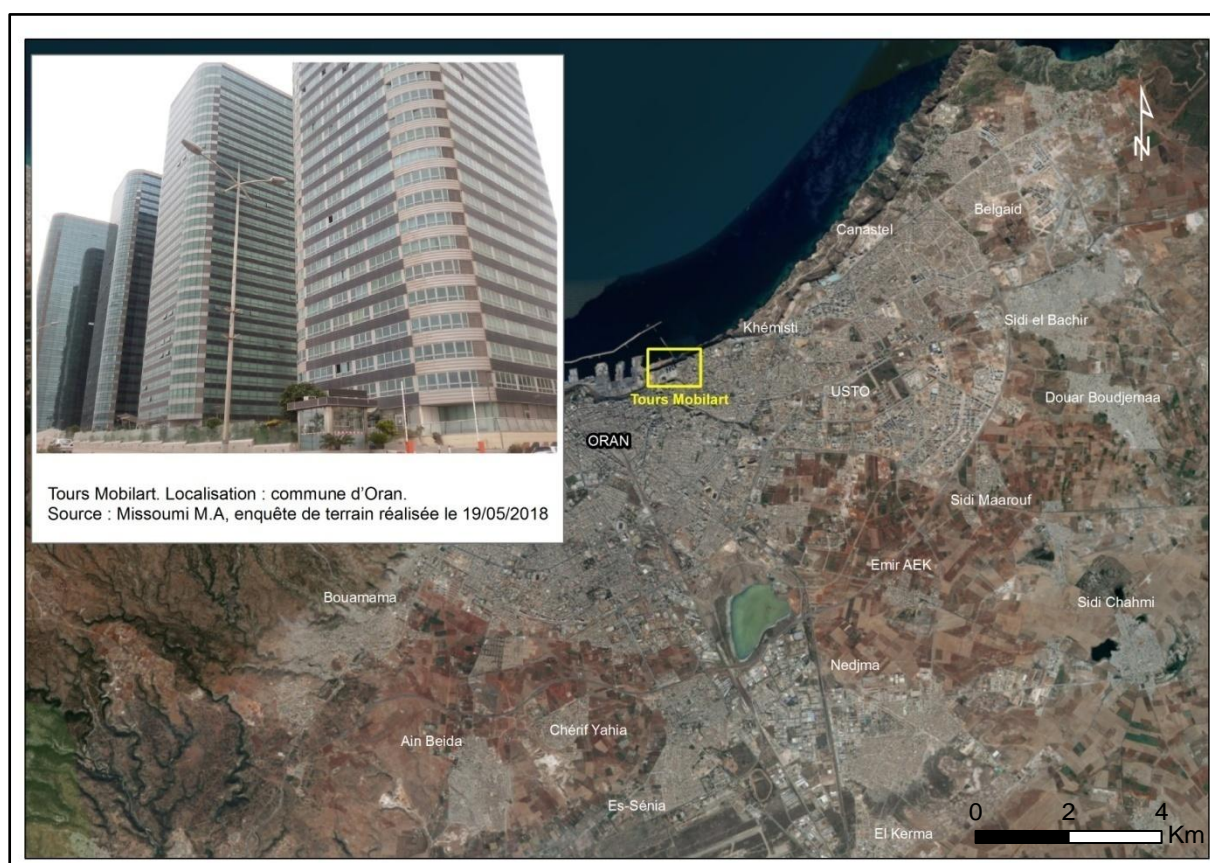 N
Belgaid
Canastel
Sidi el Bachir
Khémisti
USTO
Douar Boudjemaa
Tours Mobilart
ORAN
Tours Mobilart. Localisation : commune d'Oran.
Source : Missoumi M.A, enquête de terrain réalisée le 19/05/2018
Sidi Maarouf
Emir AEK
Bouamama
Sidi Chahmi
Nedjma
Chérif Yahia
Ain Beida
Es-Sénia
El Kerma
0 2 4
Km